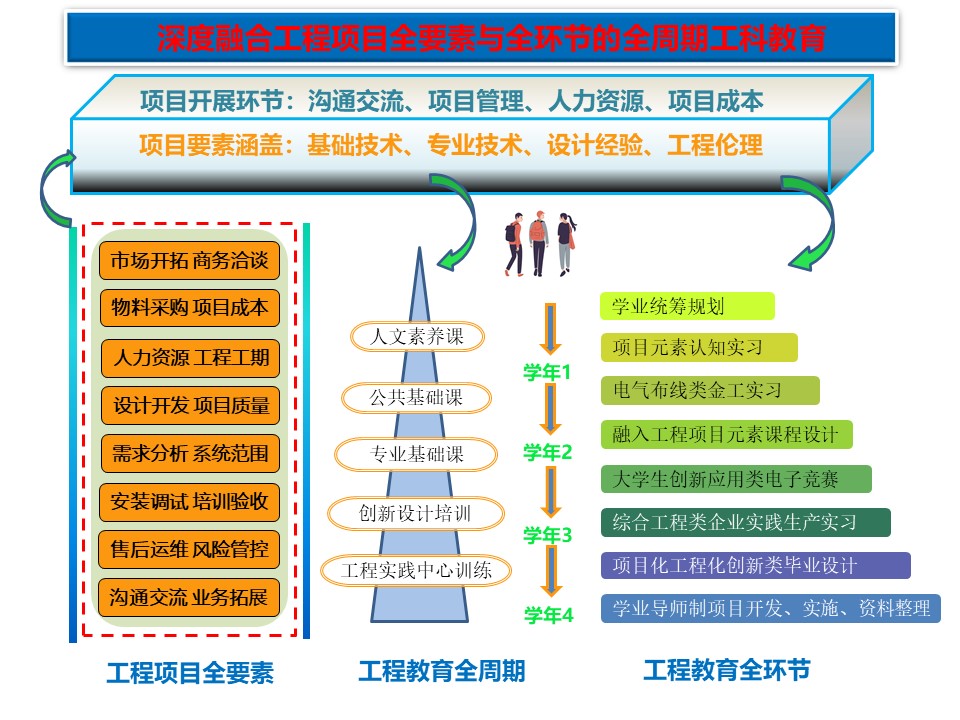 深度融合工程项目全要素与全环节的全周期工科教育
项目开展环节：沟通交流、项目管理、人力资源、项目成本
项目要素涵盖：基础技术、专业技术、设计经验、工程伦理
市场开拓 商务洽谈
物料采购 项目成本
人力资源 工程工期
设计开发 项目质量
需求分析 系统范围
安装调试 培训验收
售后运维 风险管控
沟通交流 业务拓展
工程项目全要素
人文素养课
公共基础课
专业基础课
创新设计培训
工程实践中心训练
学年1
学年2
学年3
学年4
工程教育全周期
学业统筹规划
项目元素认知实习
电气布线类金工实习
融入工程项目元素课程设计
大学生创新应用类电子竞赛
综合工程类企业实践生产实习
项目化工程化创新类毕业设计
学业导师制项目开发、实施、资料整理
工程教育全环节